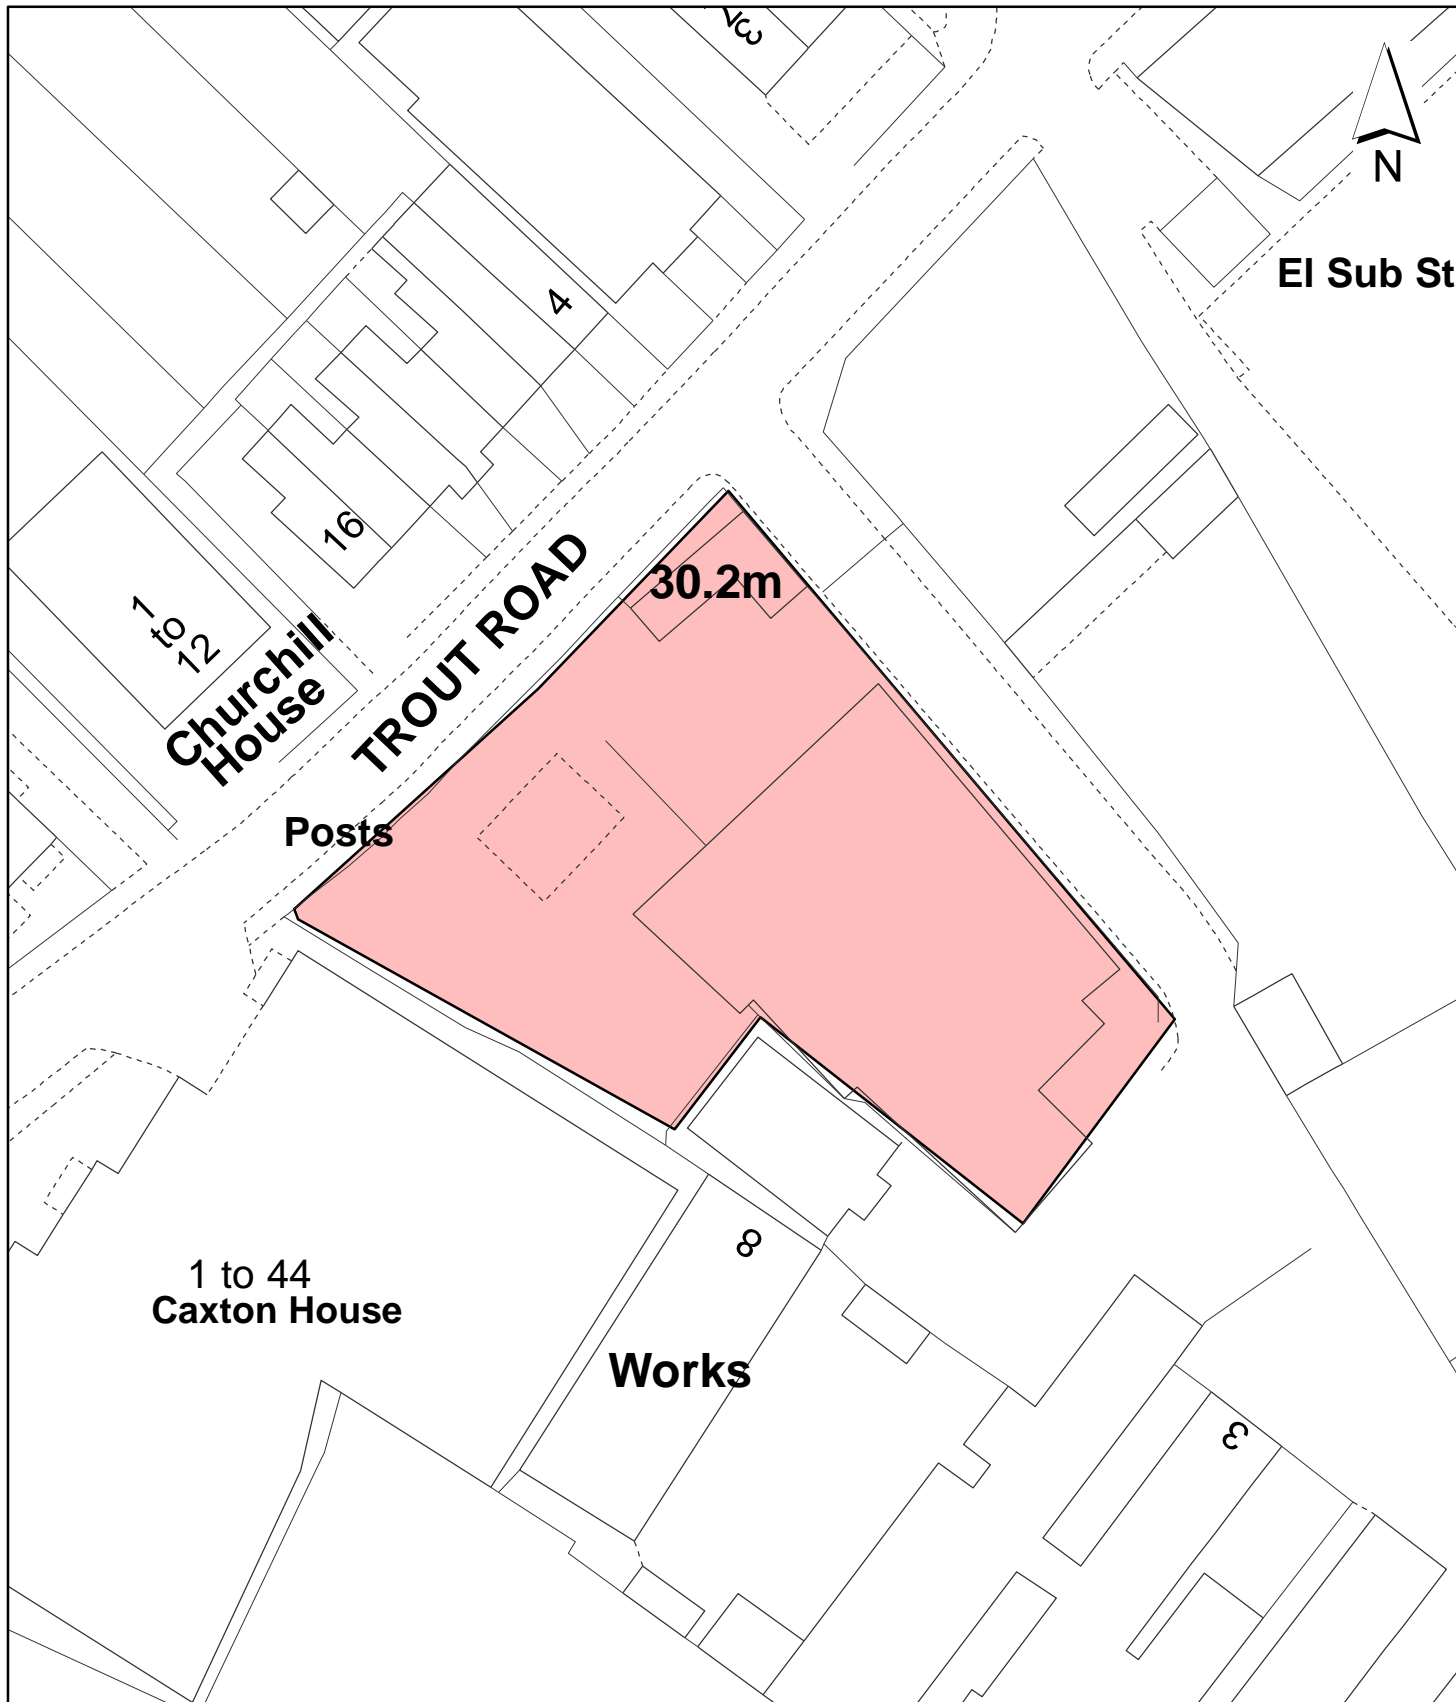 N
El Sub St
4
16
30.2m
TROUT ROAD
1
to
12
Churchill
House
Posts
8
1 to 44
Caxton House
Works
3